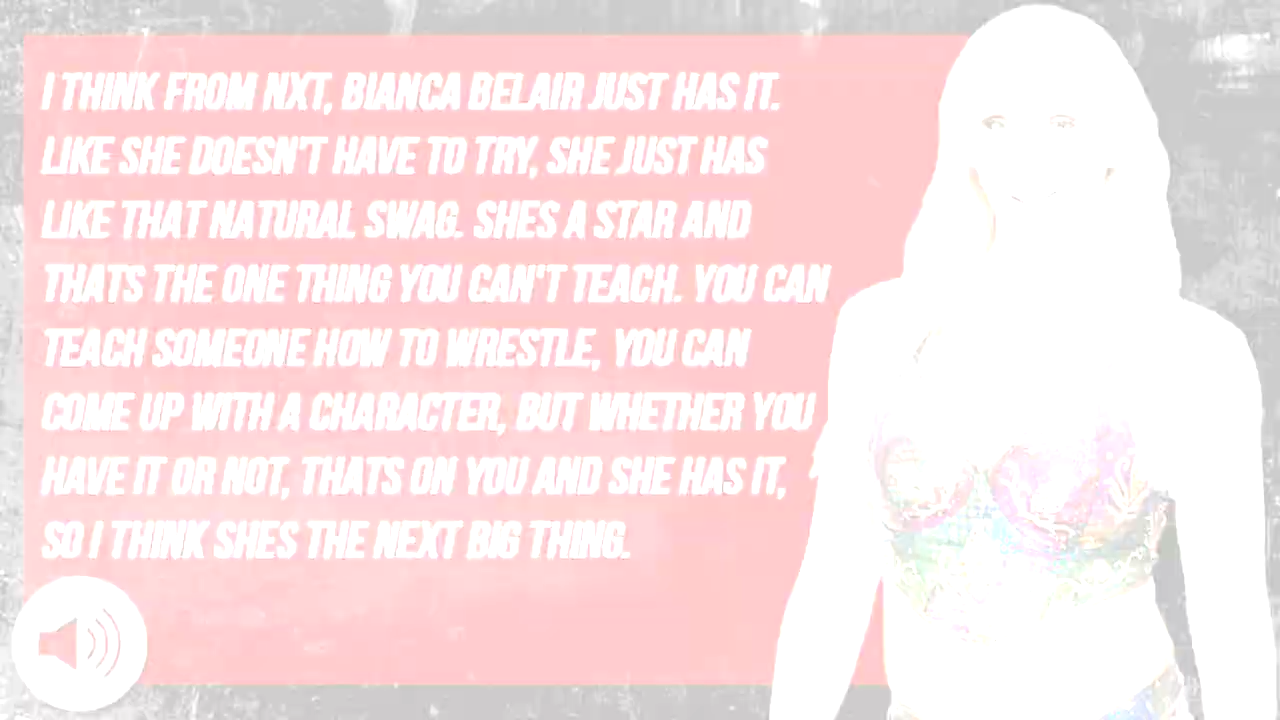 I THINK FROM NXT, BIANCA BELAIR JUST HAS IT.
LIKE SHE DOESN'T HAVE TO TRY, SHE JUST HAS
LIKE THAT NATURAL SWAG. SHES A STAR AND
THATS THE ONE THING YOU CAN'T TEACH. YOU CAN
TEACH SOMEONE HOW TO WRESTLE, YOU CAN
COME UP WITH A CHARACTER, BUT WHETHER YOU
HAVE IT OR NOT, THATS ON YOU AND SHE HAS IT,
SO I THINK SHES THE NEXT BIG THING.